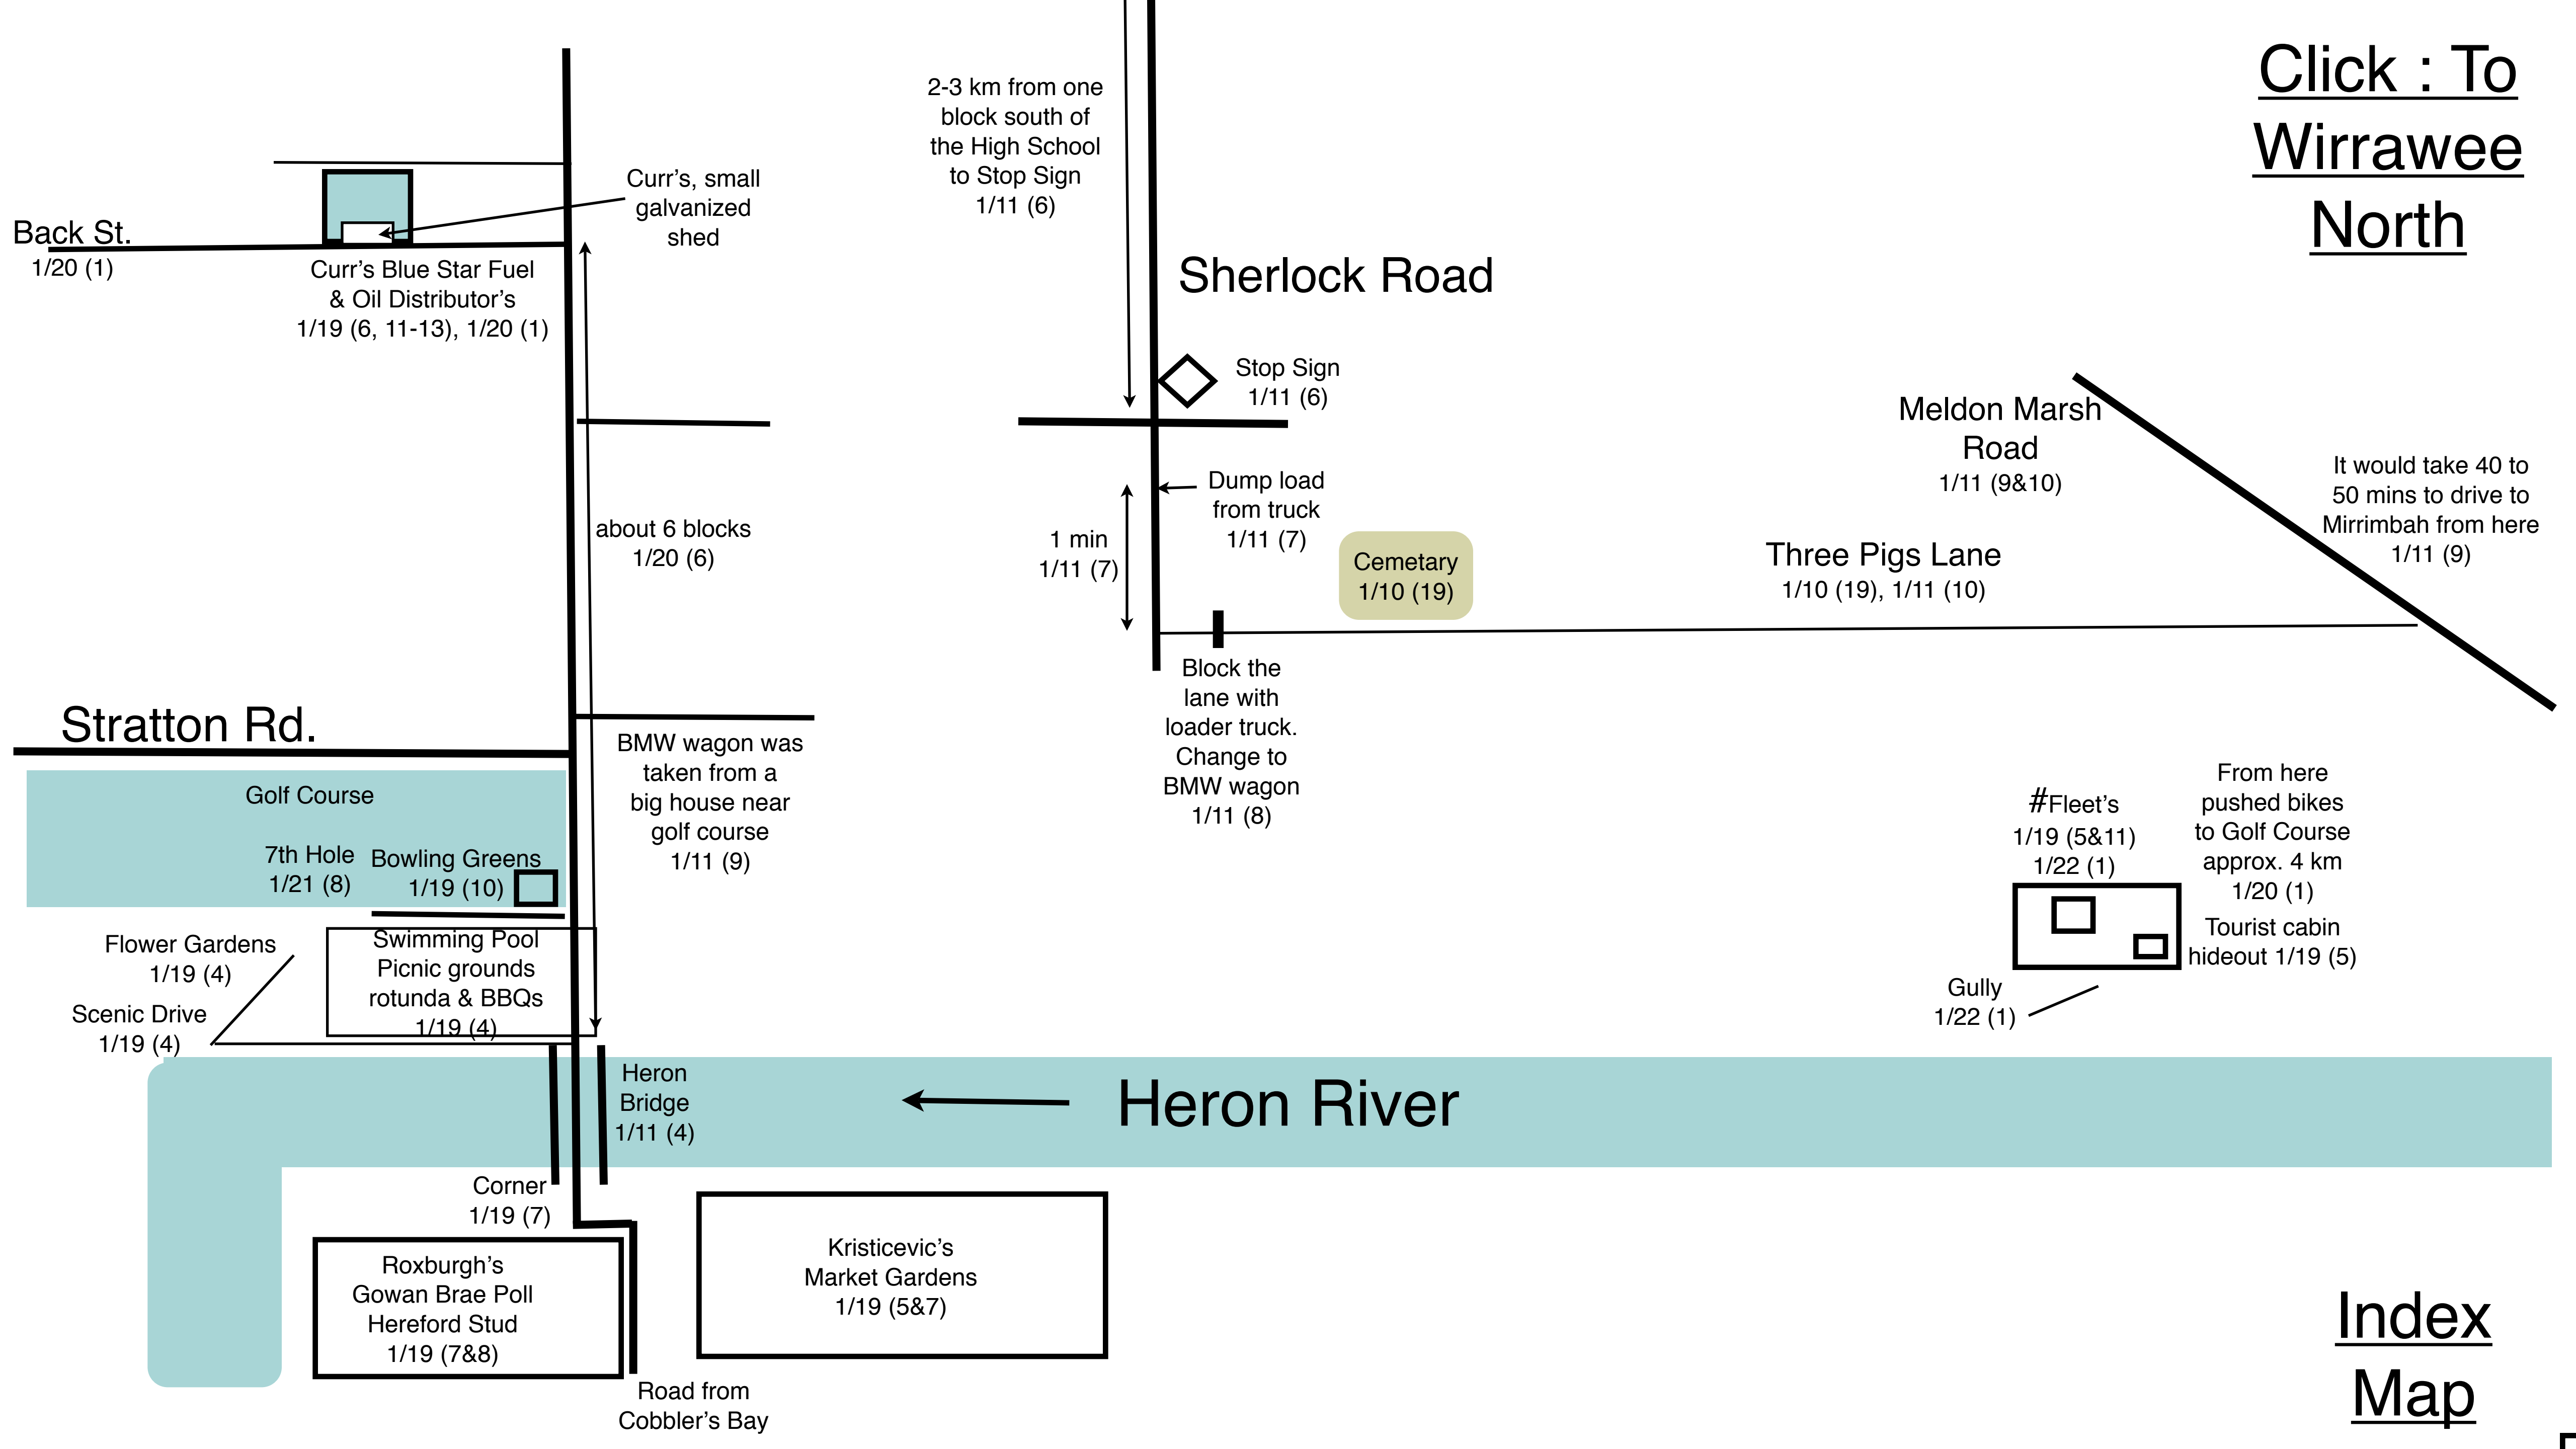 Click : To
Wirrawee
North
2-3 km from one
block south of
the High School
to Stop Sign
1/11 (6)
Curr's, small
galvanized
shed
Back St.
1/20 (1)
Curr's Blue Star Fuel
& Oil Distributor's
1/19 (6, 11-13), 1/20 (1)
Sherlock Road
Stop Sign
1/11 (6)
Meldon Marsh
Road
1/11 (9&10)
It would take 40 to
50 mins to drive to
Mirrimbah from here
1/11 (9)
about 6 blocks
1/20 (6)
1 min
1/11 (7)
Dump load
from truck
1/11 (7)
Cemetary
1/10 (19)
Three Pigs Lane
1/10 (19), 1/11 (10)
Block the
lane with
loader truck.
Change to
BMW wagon
1/11 (8)
Stratton Rd.
BMW wagon was
taken from a
big house near
golf course
1/11 (9)
Golf Course
7th Hole
1/21 (8)
Bowling Greens
1/19 (10)
#Fleet's
1/19 (5&11)
1/22 (1)
From here
pushed bikes
to Golf Course
approx. 4 km
1/20 (1)
Tourist cabin
hideout 1/19 (5)
Gully
1/22 (1)
Flower Gardens
1/19 (4)
Swimming Pool
Picnic grounds
rotunda & BBQs
1/19 (4)
Scenic Drive
1/19 (4)
Heron
Bridge
1/11 (4)
Heron River
Corner
1/19 (7)
Roxburgh's
Gowan Brae Poll
Hereford Stud
1/19 (7&8)
Kristicevic's
Market Gardens
1/19 (5&7)
Road from
Cobbler's Bay
Index
Map